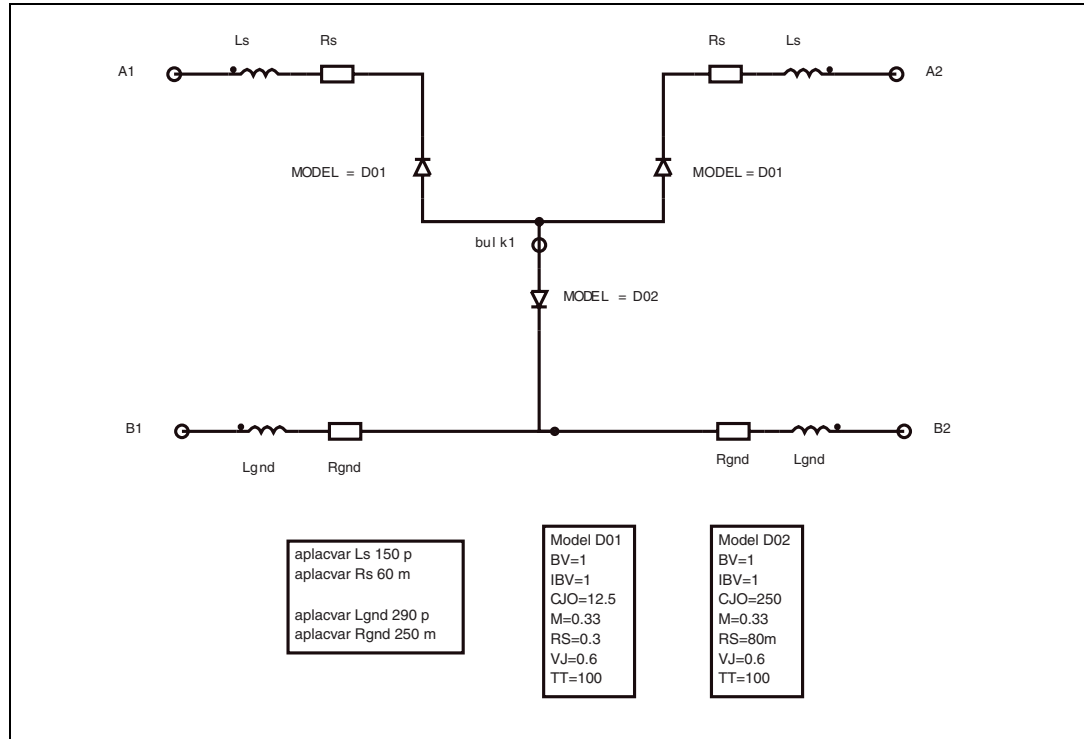 Ls Rs Rs Ls
A1 A2
MODEL = D01 MODEL = D01
bulk1
MODEL = D02
B1 B2
Lgnd Rgnd Rgnd Lgnd
aplacvar Ls 150 p
aplacvar Rs 60 m
aplacvar Lgnd 290 p
aplacvar Rgnd 250 m
Model D01
BV=1
IBV=1
CJO=12.5
M=0.33
RS=0.3
VJ=0.6
TT=100
Model D02
BV=1
IBV=1
CJO=250
M=0.33
RS=80m
VJ=0.6
TT=100